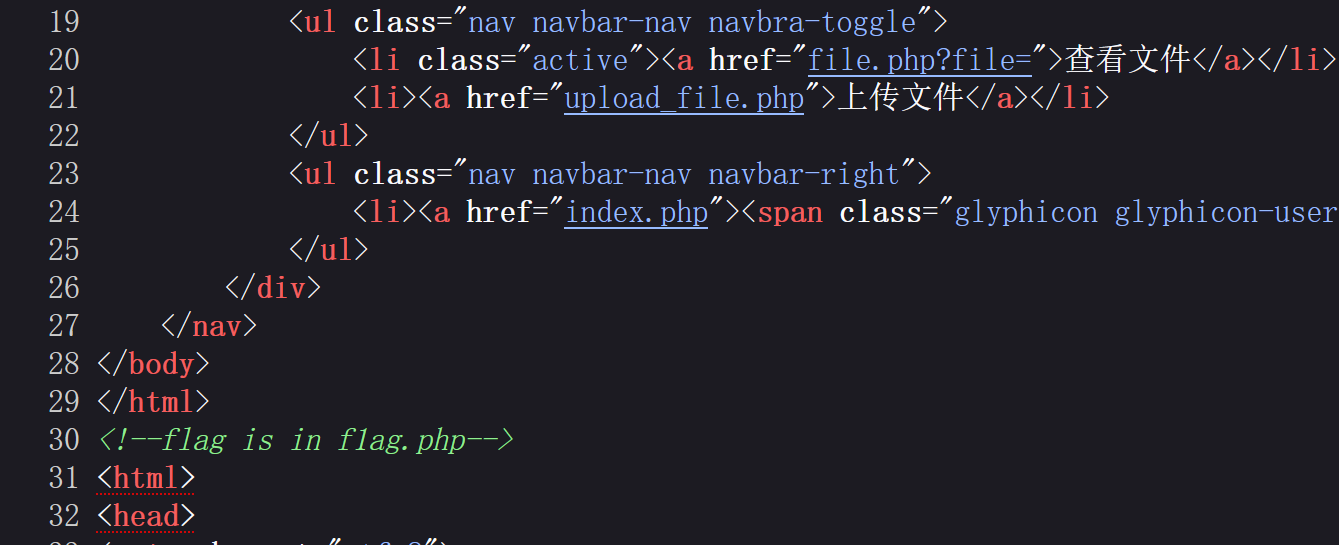 19 <ul class="nav navbar-nav navbra-toggle">
20 <li class="active"><a href="file.php?file=">查看文件</a></li>
21 <li><a href="upload_file.php">上传文件</a></li>
22 </ul>
23 <ul class="nav navbar-nav navbar-right">
24 <li><a href="index.php"><span class="glyphicon glyphicon-user
25 </ul>
26 </div>
27 </nav>
28 </body>
29 </html>
30 <!--flag is in flag.php-->
31 <html>
32 <head>